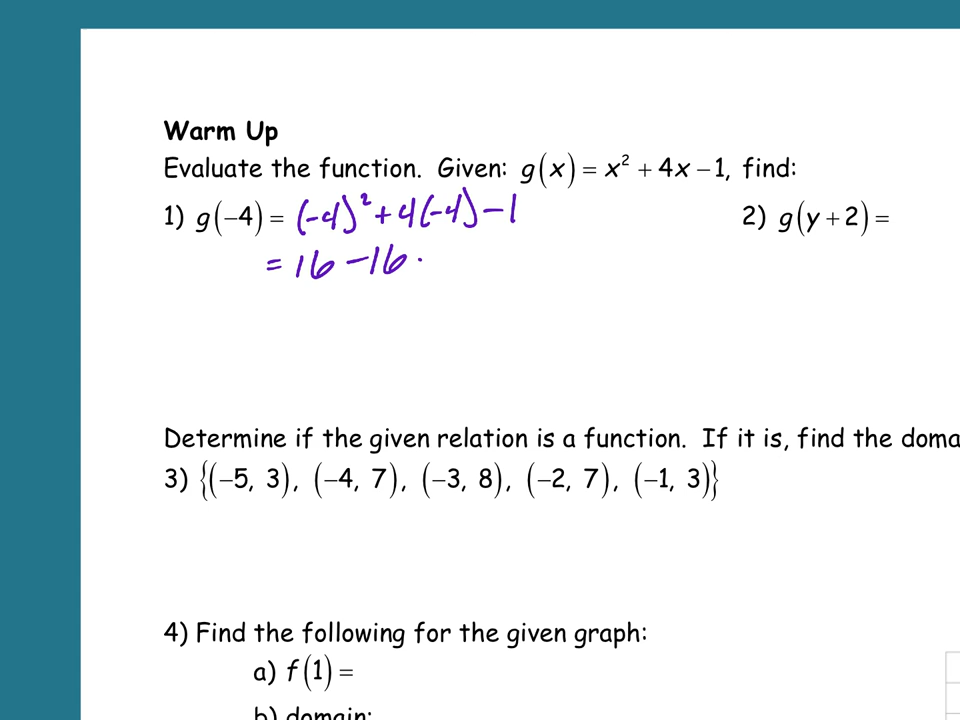 Warm Up
Evaluate the function. Given: g(x) = x² + 4x − 1, find:
1) g(−4) = (-4)² + 4(-4) − 1
2) g(y + 2) =
= 16 − 16
Determine if the given relation is a function. If it is, find the doma
3) {(−5, 3), (−4, 7), (−3, 8), (−2, 7), (−1, 3)}
4) Find the following for the given graph:
a) f(1) =
b) domain: